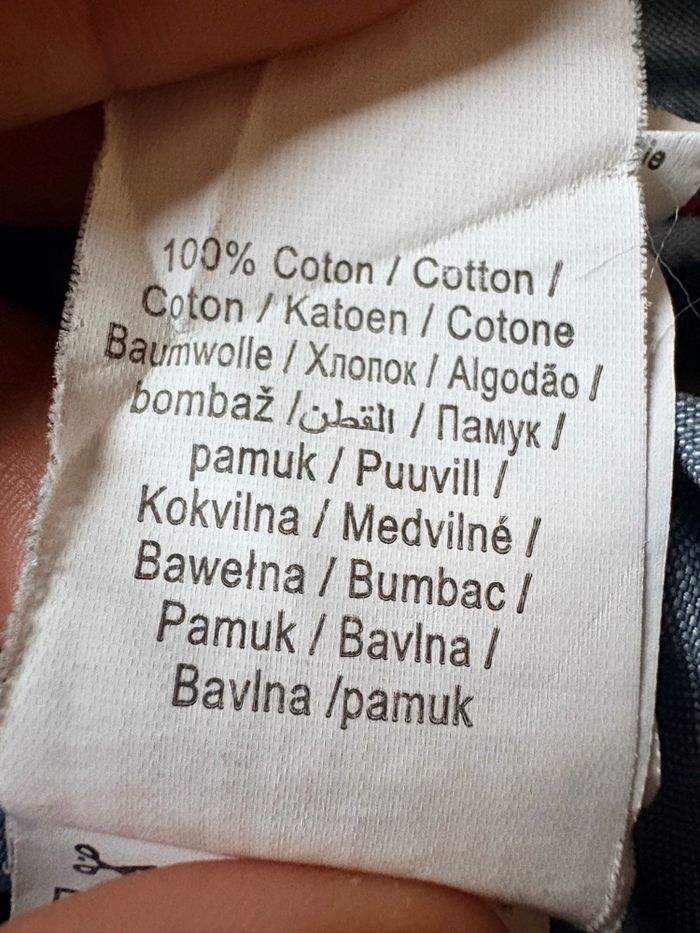 100% Coton / Cotton /
Coton / Katoen / Cotone
Baumwolle / Хлопок / Algodão /
bombaž /القطن / Памук /
pamuk / Puuvill /
Kokvilna / Medvilné /
Bawełna / Bumbac /
Pamuk / Bavlna /
Bavlna /pamuk